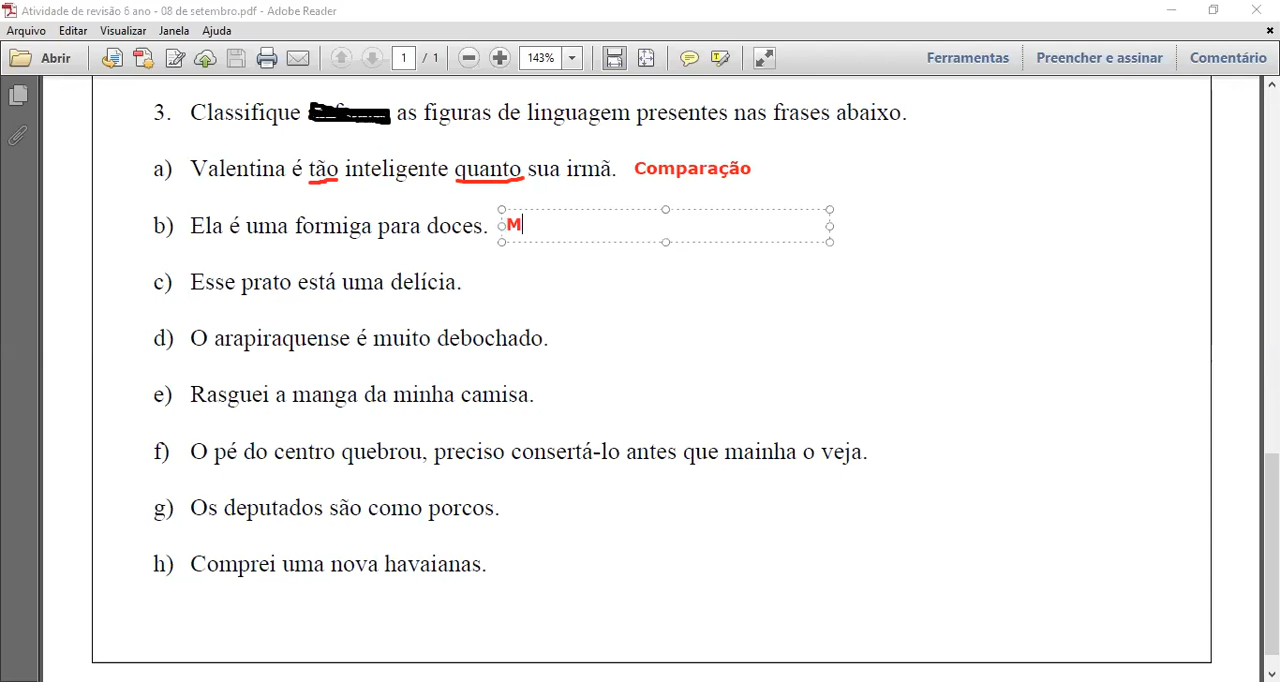 Atividade de revisão 6 ano - 08 de setembro.pdf - Adobe Reader
Arquivo Editar Visualizar Janela Ajuda
Abrir 1 / 1 143% Ferramentas Preencher e assinar Comentário
3. Classifique as figuras de linguagem presentes nas frases abaixo.
a) Valentina é tão inteligente quanto sua irmã. Comparação
b) Ela é uma formiga para doces. M
c) Esse prato está uma delícia.
d) O arapiraquense é muito debochado.
e) Rasguei a manga da minha camisa.
f) O pé do centro quebrou, preciso consertá-lo antes que mainha o veja.
g) Os deputados são como porcos.
h) Comprei uma nova havaianas.